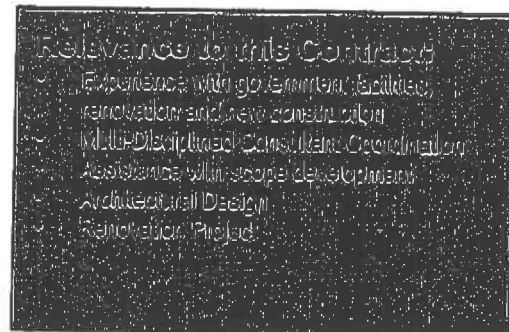 Relevance to this Contract:
- Experience with government facilities,
renovation and new construction
- Multi-Disciplined Consultant Coordination
- Assistance with scope development
- Architectural Design
- Renovation Project